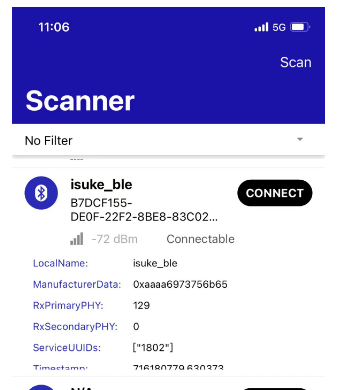 11:06
5G
Scan
Scanner
No Filter
isuke_ble
CONNECT
B7DCF155-
DE0F-22F2-8BE8-83C02...
-72 dBm
Connectable
LocalName: isuke_ble
ManufacturerData: 0xaaaa6973756b65
RxPrimaryPHY: 129
RxSecondaryPHY: 0
ServiceUUIDs: ["1802"]
Timestamp: 716180779.630373
N/A